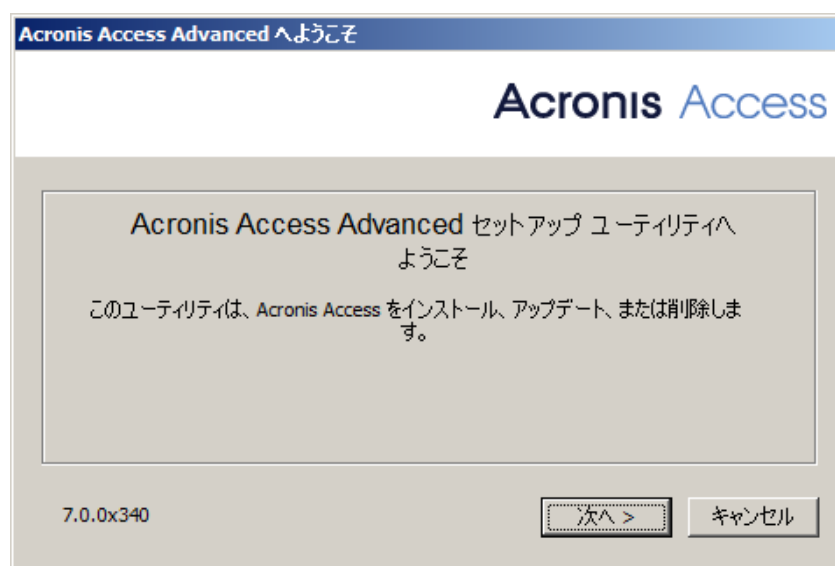 Acronis Access Advanced へようこそ
Acronis Access
Acronis Access Advanced セットアップ ユーティリティへ
ようこそ
このユーティリティは、Acronis Access をインストール、アップデート、または削除しま
す。
7.0.0x340
次へ >
キャンセル